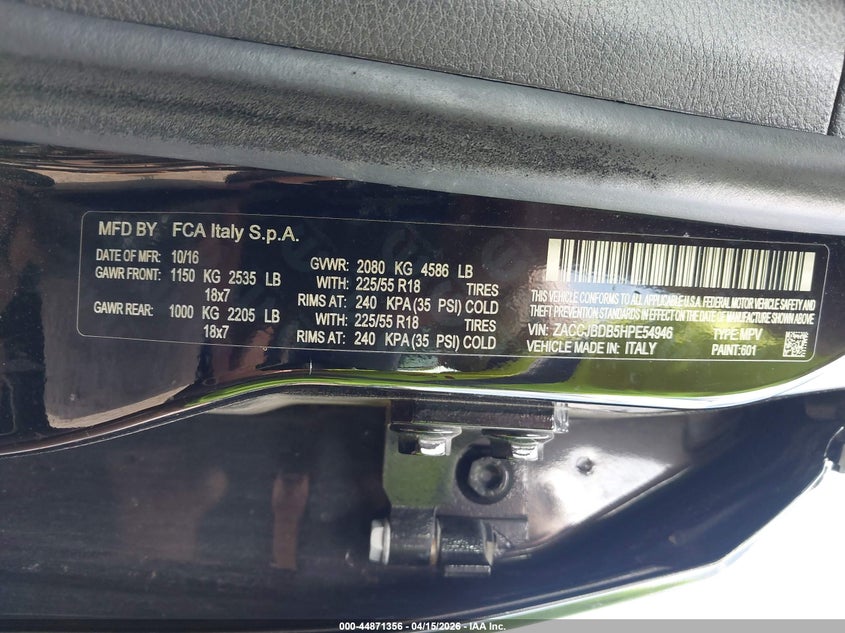 MFD BY FCA Italy S.p.A.
DATE OF MFR: 10/16 GVWR: 2080 KG 4586 LB
GAWR FRONT: 1150 KG 2535 LB WITH: 225/55 R18 TIRES
18x7 RIMS AT: 240 KPA (35 PSI) COLD
GAWR REAR: 1000 KG 2205 LB WITH: 225/55 R18 TIRES
18x7 RIMS AT: 240 KPA (35 PSI) COLD
THIS VEHICLE CONFORMS TO ALL APPLICABLE U.S.A. FEDERAL MOTOR VEHICLE SAFETY AND
THEFT PREVENTION STANDARDS IN EFFECT ON THE DATE OF MANUFACTURE SHOWN ABOVE.
VIN: ZACCJBDB5HPE54946 TYPE: MPV
VEHICLE MADE IN: ITALY PAINT: 601
000-44871356 - 04/15/2026 - IAA Inc.